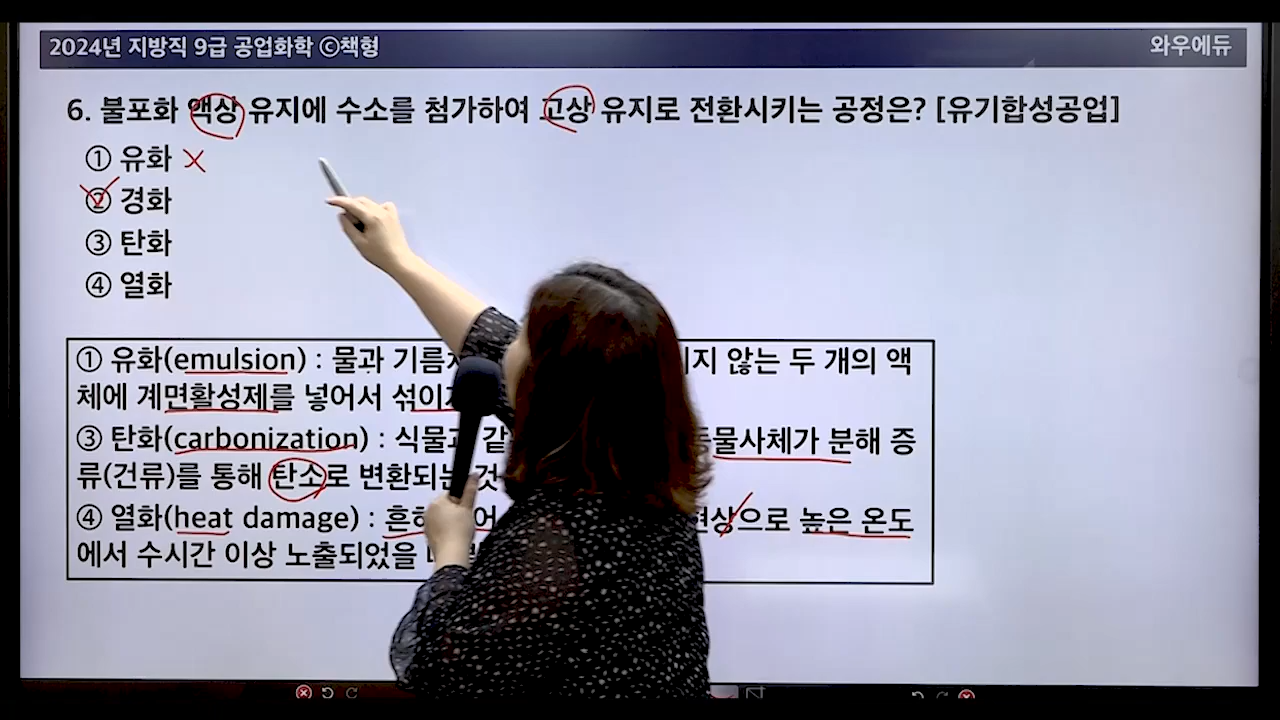 2024년 지방직 9급 공업화학 ⓒ책형
와우에듀
6. 불포화 액상 유지에 수소를 첨가하여 고상 유지로 전환시키는 공정은? [유기합성공업]
① 유화
② 경화
③ 탄화
④ 열화
① 유화(emulsion) : 물과 기름 지 않는 두 개의 액
체에 계면활성제를 넣어서
③ 탄화(carbonization) : 식물과 같 물사체가 분해 증
류(건류)를 통해 탄소로 변환되는 것
④ 열화(heat damage) : 현상으로 높은 온도
에서 수시간 이상 노출되었을